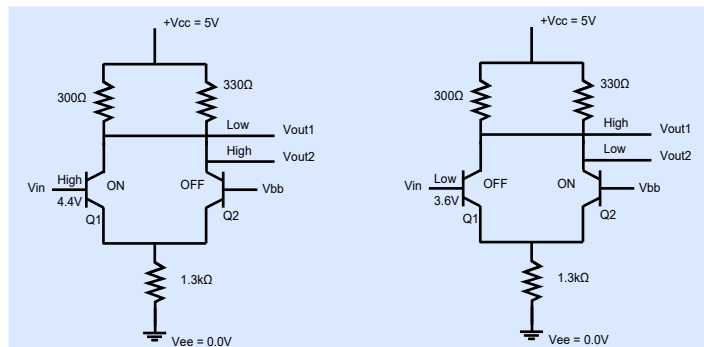 +Vcc = 5V
300Ω
330Ω
Low
Vout1
High
Vout2
Vin
High
4.4V
ON
OFF
Vbb
Q1
Q2
1.3kΩ
Vee = 0.0V
+Vcc = 5V
300Ω
330Ω
High
Vout1
Low
Vout2
Vin
Low
3.6V
OFF
ON
Vbb
Q1
Q2
1.3kΩ
Vee = 0.0V